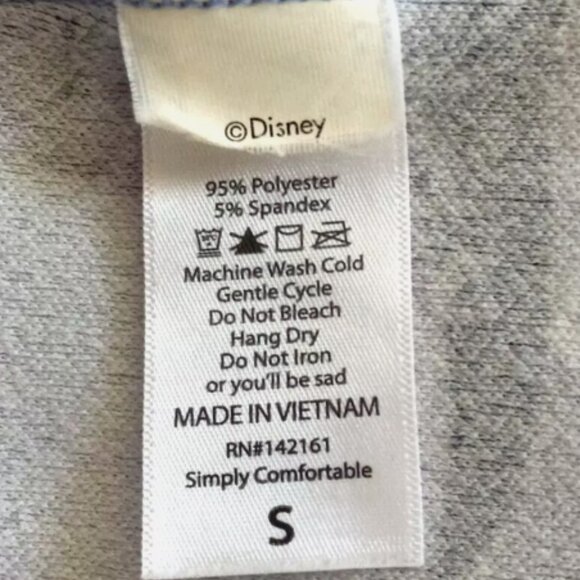 ©Disney
95% Polyester
5% Spandex
Machine Wash Cold
Gentle Cycle
Do Not Bleach
Hang Dry
Do Not Iron
or you'll be sad
MADE IN VIETNAM
RN#142161
Simply Comfortable
S